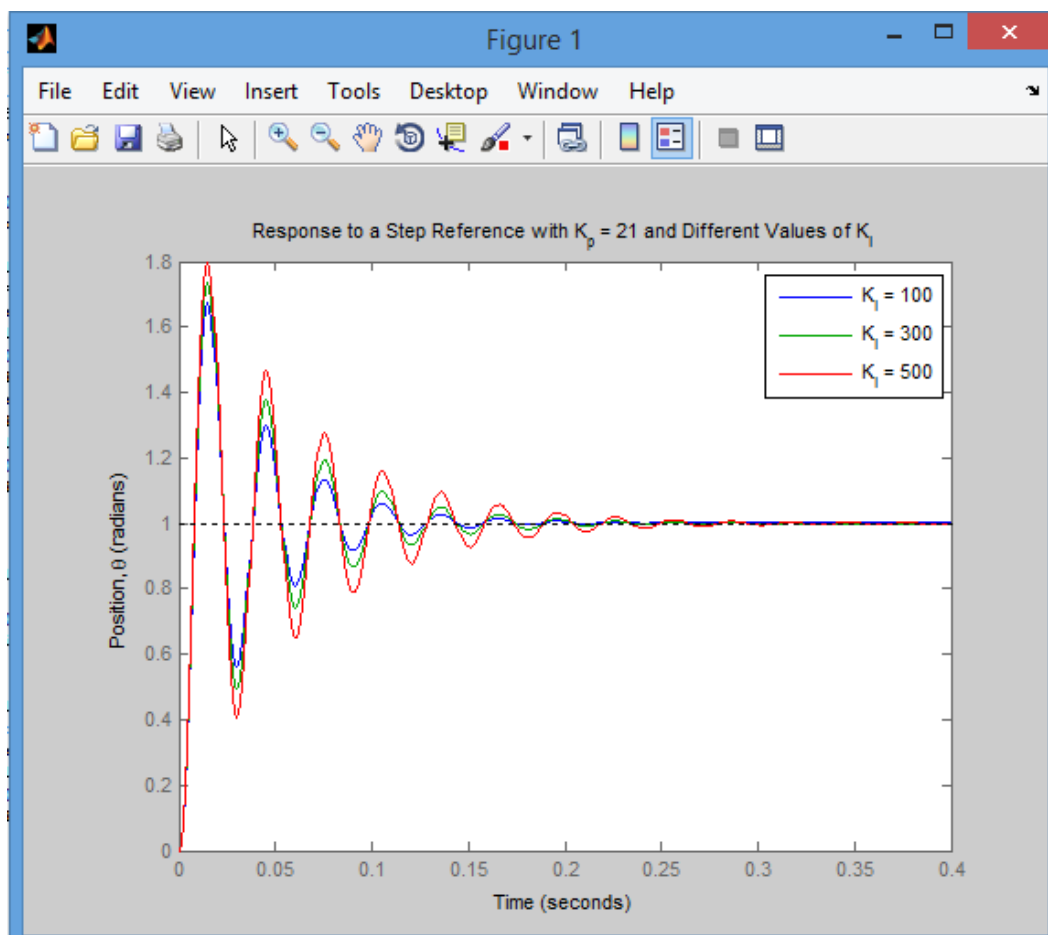 Figure 1
File Edit View Insert Tools Desktop Window Help
Response to a Step Reference with Kp = 21 and Different Values of KI
KI = 100
KI = 300
KI = 500
1.8
1.6
1.4
1.2
1
0.8
0.6
0.4
0.2
0
Position, θ (radians)
0 0.05 0.1 0.15 0.2 0.25 0.3 0.35 0.4
Time (seconds)